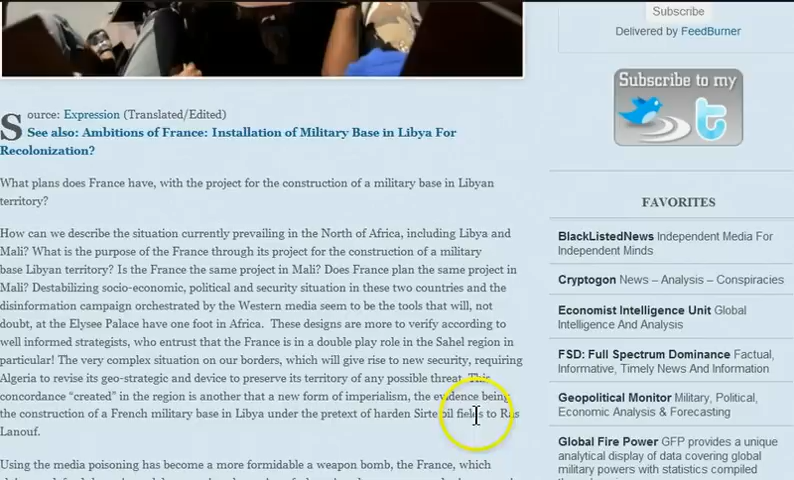 Subscribe
Delivered by FeedBurner
Subscribe to my
t
Source: Expression (Translated/Edited)
See also: Ambitions of France: Installation of Military Base in Libya For
Recolonization?
What plans does France have, with the project for the construction of a military base in Libyan
territory?
How can we describe the situation currently prevailing in the North of Africa, including Libya and
Mali? What is the purpose of the France through its project for the construction of a military
base Libyan territory? Is the France the same project in Mali? Does France plan the same project in
Mali? Destabilizing socio-economic, political and security situation in these two countries and the
disinformation campaign orchestrated by the Western media seem to be the tools that will, not
doubt, at the Elysee Palace have one foot in Africa. These designs are more to verify according to
well informed strategists, who entrust that the France is in a double play role in the Sahel region in
particular! The very complex situation on our borders, which will give rise to new security, requiring
Algeria to revise its geo-strategic and device to preserve its territory of any possible threat. This
concordance “created” in the region is another that a new form of imperialism, the evidence being
the construction of a French military base in Libya under the pretext of harden Sirte oil fields to Ras
Lanouf.
Using the media poisoning has become a more formidable a weapon bomb, the France, which
FAVORITES
BlackListedNews Independent Media For
Independent Minds
Cryptogon News – Analysis – Conspiracies
Economist Intelligence Unit Global
Intelligence And Analysis
FSD: Full Spectrum Dominance Factual,
Informative, Timely News And Information
Geopolitical Monitor Military, Political,
Economic Analysis & Forecasting
Global Fire Power GFP provides a unique
analytical display of data covering global
military powers with statistics compiled